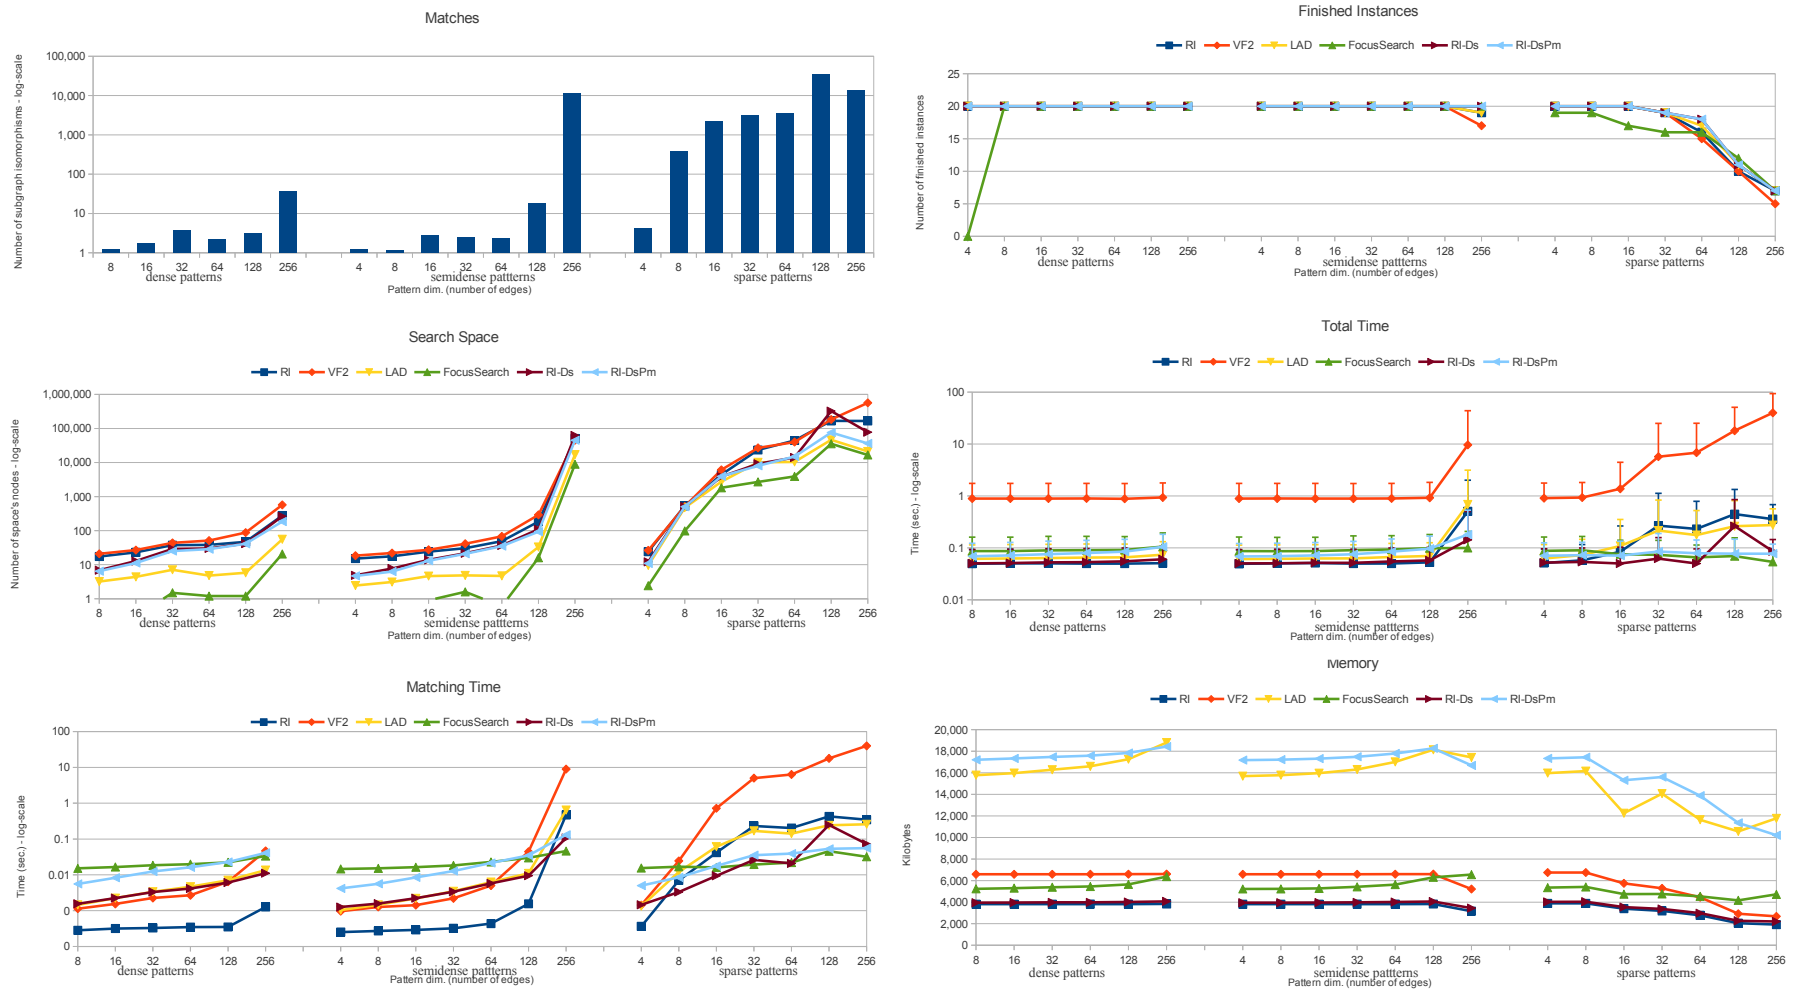 Matches
Number of subgraph isomorphisms - log-scale
100,000
10,000
1,000
100
10
1
8 16 32 64 128 256 4 8 16 32 64 128 256 4 8 16 32 64 128 256
dense patterns semidense pattterns sparse patterns
Pattern dim. (number of edges)
Finished Instances
RI VF2 LAD FocusSearch RI-Ds RI-DsPm
Number of finished instances
25
20
15
10
5
0
4 8 16 32 64 128 256 4 8 16 32 64 128 256 4 8 16 32 64 128 256
dense patterns semidense pattterns sparse patterns
Pattern dim. (number of edges)
Search Space
RI VF2 LAD FocusSearch RI-Ds RI-DsPm
Number of space's nodes - log-scale
1,000,000
100,000
10,000
1,000
100
10
1
8 16 32 64 128 256 4 8 16 32 64 128 256 4 8 16 32 64 128 256
dense patterns semidense patttterns sparse patterns
Pattern dim. (number of edges)
Total Time
RI VF2 LAD FocusSearch RI-Ds RI-DsPm
Time (sec.) - log-scale
100
10
1
0.1
0.01
8 16 32 64 128 256 4 8 16 32 64 128 256 4 8 16 32 64 128 256
dense patterns semidense pattterns sparse patterns
Pattern dim. (number of edges)
Matching Time
RI VF2 LAD FocusSearch RI-Ds RI-DsPm
Time (sec.) - log-scale
100
10
1
0.1
0.01
0
0
8 16 32 64 128 256 4 8 16 32 64 128 256 4 8 16 32 64 128 256
dense patterns semidense pattterns sparse patterns
Pattern dim. (number of edges)
Memory
RI VF2 LAD FocusSearch RI-Ds RI-DsPm
Kilobytes
20,000
18,000
16,000
14,000
12,000
10,000
8,000
6,000
4,000
2,000
0
8 16 32 64 128 256 4 8 16 32 64 128 256 4 8 16 32 64 128 256
dense patterns semidense pattterns sparse patterns
Pattern dim. (number of edges)